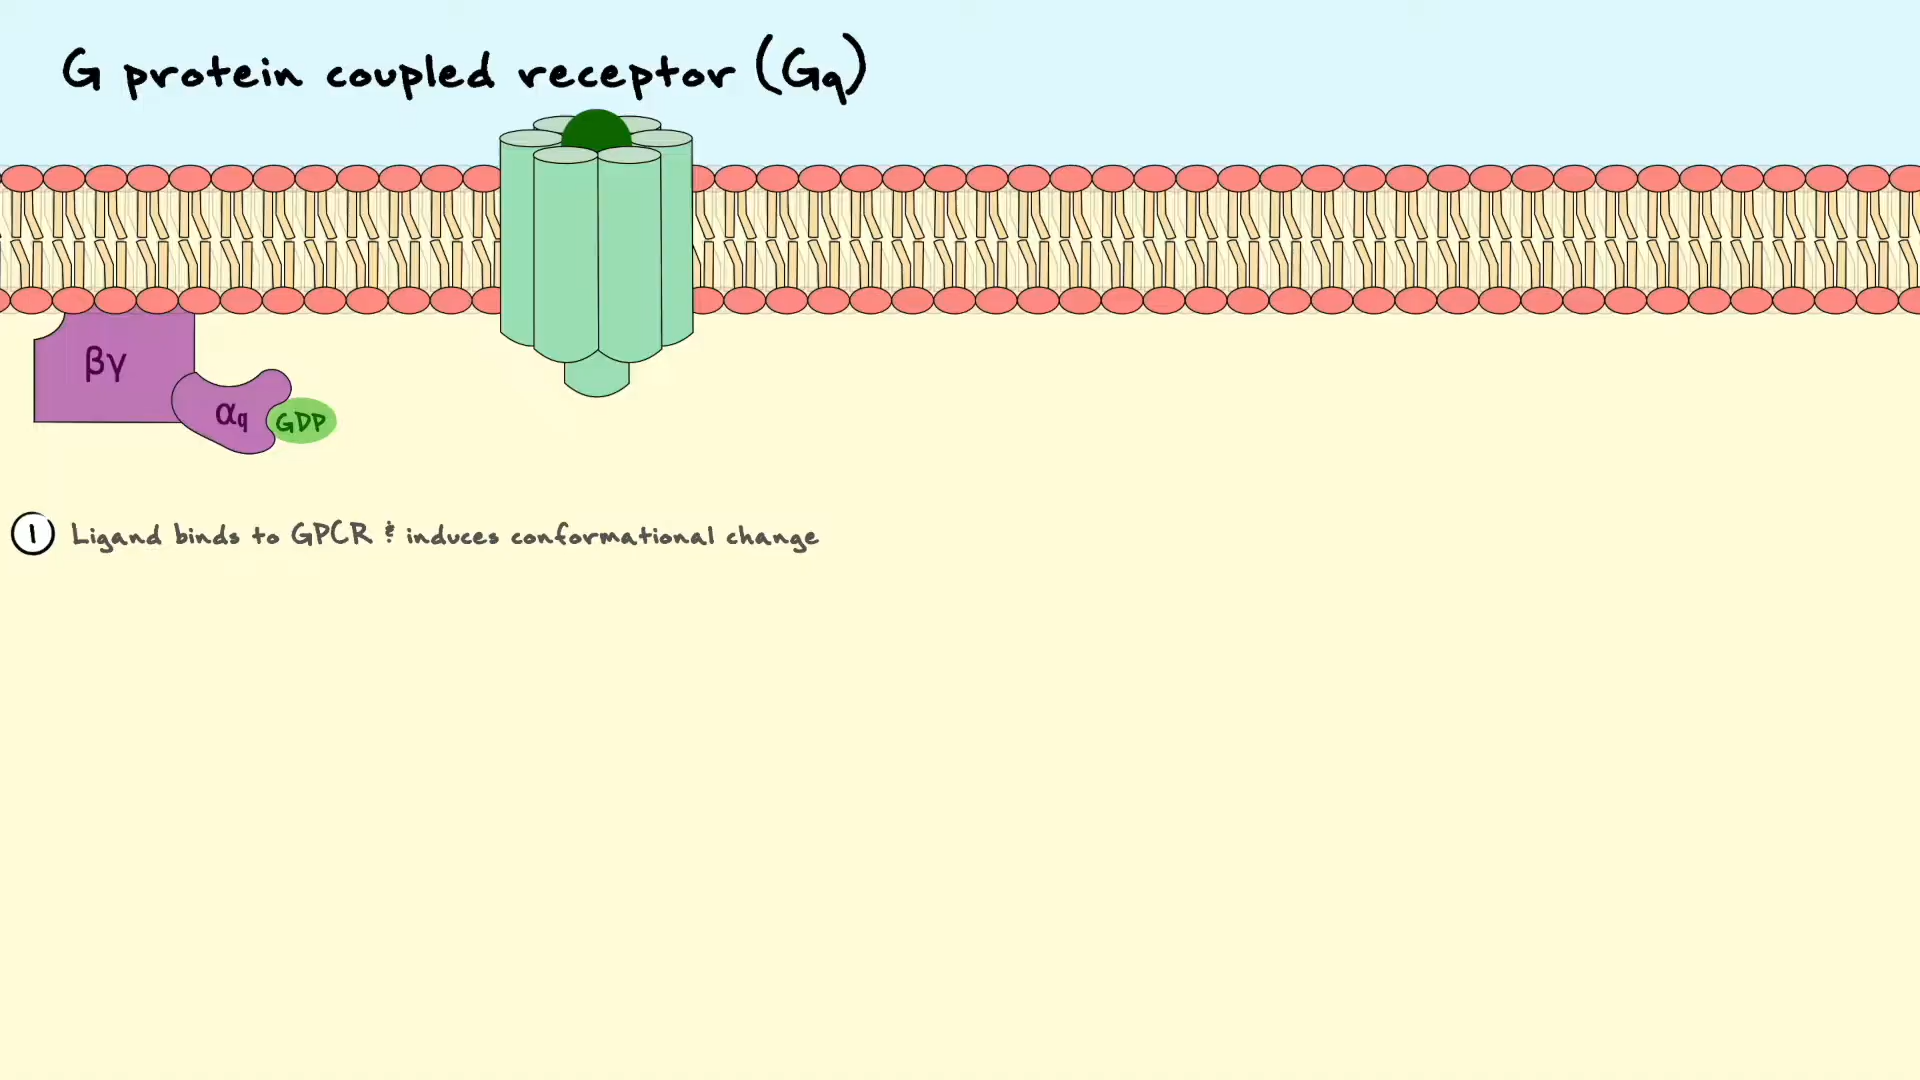 G protein coupled receptor (Gq)
βγ
αq
GDP
1 Ligand binds to GPCR & induces conformational change